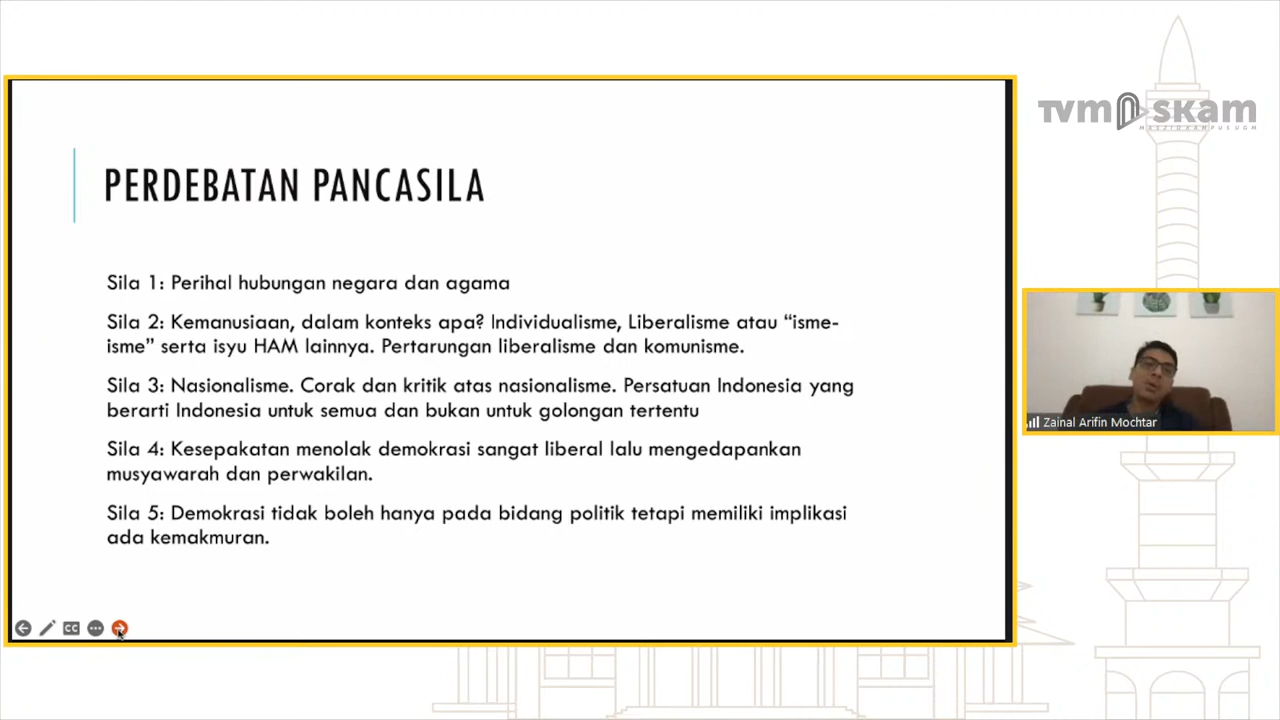 TVM SKAM
MASJID KAMPUS UGM
PERDEBATAN PANCASILA
Sila 1: Perihal hubungan negara dan agama
Sila 2: Kemanusiaan, dalam konteks apa? Individualisme, Liberalisme atau “isme-
isme” serta isyu HAM lainnya. Pertarungan liberalisme dan komunisme.
Sila 3: Nasionalisme. Corak dan kritik atas nasionalisme. Persatuan Indonesia yang
berarti Indonesia untuk semua dan bukan untuk golongan tertentu
Sila 4: Kesepakatan menolak demokrasi sangat liberal lalu mengedapankan
musyawarah dan perwakilan.
Sila 5: Demokrasi tidak boleh hanya pada bidang politik tetapi memiliki implikasi
ada kemakmuran.
CC
Zainal Arifin Mochtar